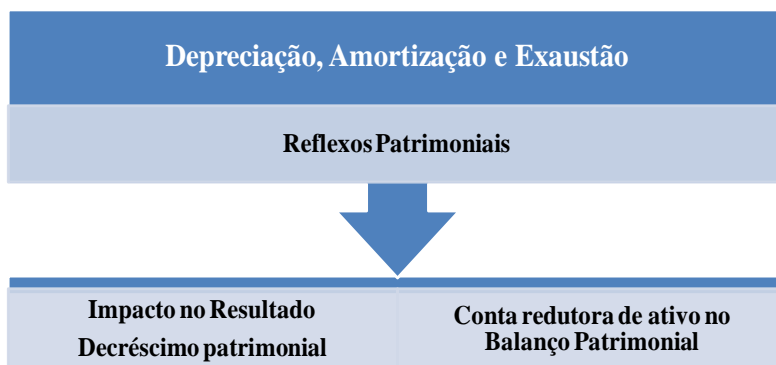 Depreciação, Amortização e Exaustão
Reflexos Patrimoniais
Impacto no Resultado
Decréscimo patrimonial
Conta redutora de ativo no
Balanço Patrimonial